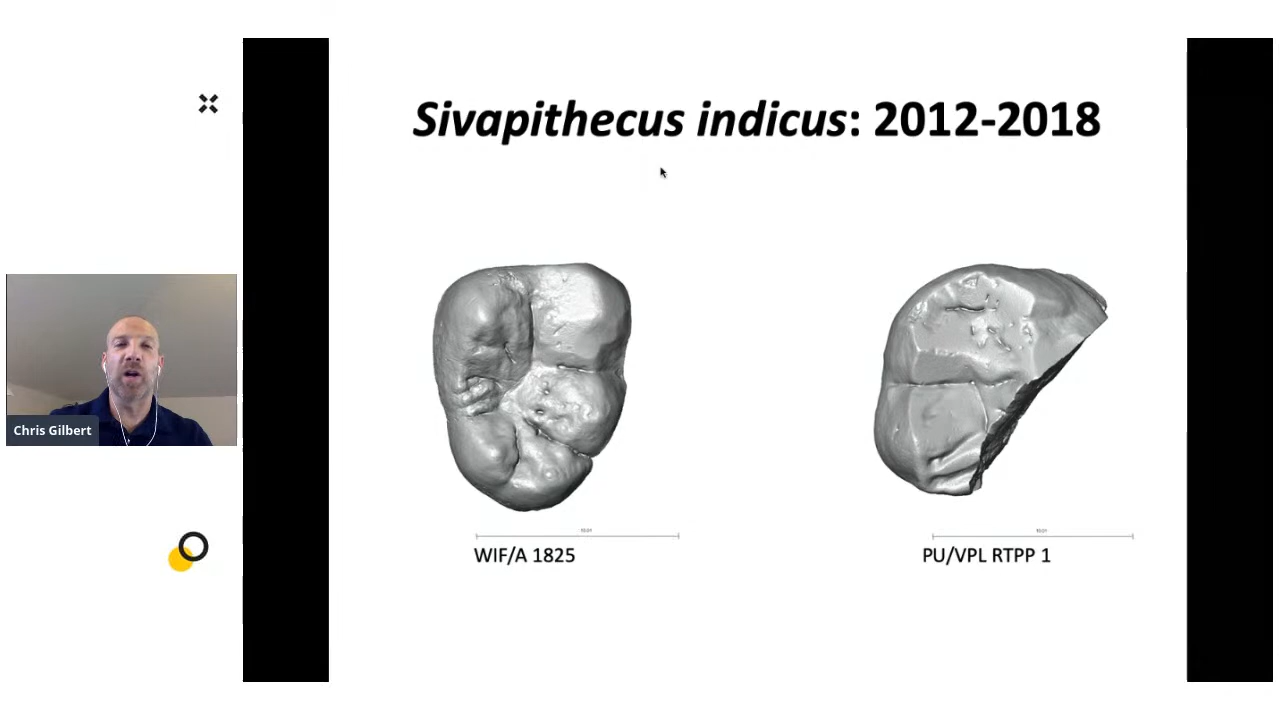 Sivapithecus indicus: 2012-2018
Chris Gilbert
WIF/A 1825
PU/VPL RTPP 1